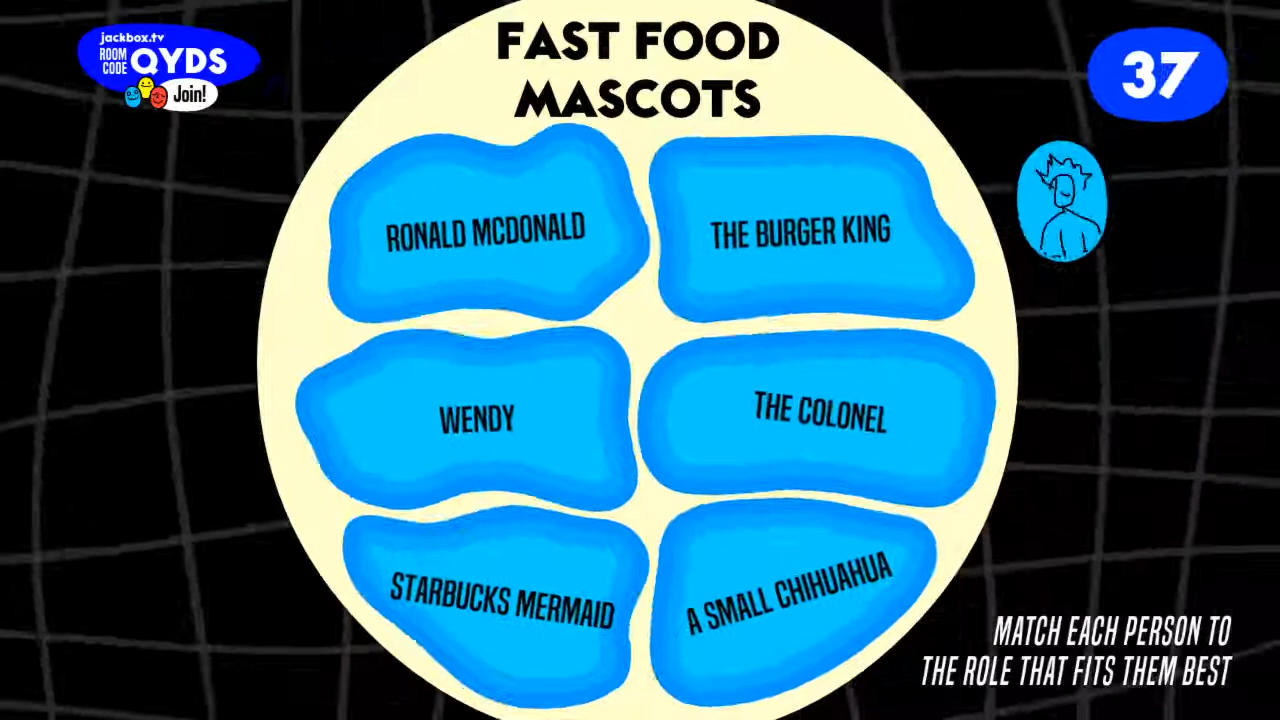 jackbox.tv
ROOM
CODE
QYDS
Join!
FAST FOOD
MASCOTS
37
RONALD MCDONALD
THE BURGER KING
WENDY
THE COLONEL
STARBUCKS MERMAID
A SMALL CHIHUAHUA
MATCH EACH PERSON TO
THE ROLE THAT FITS THEM BEST